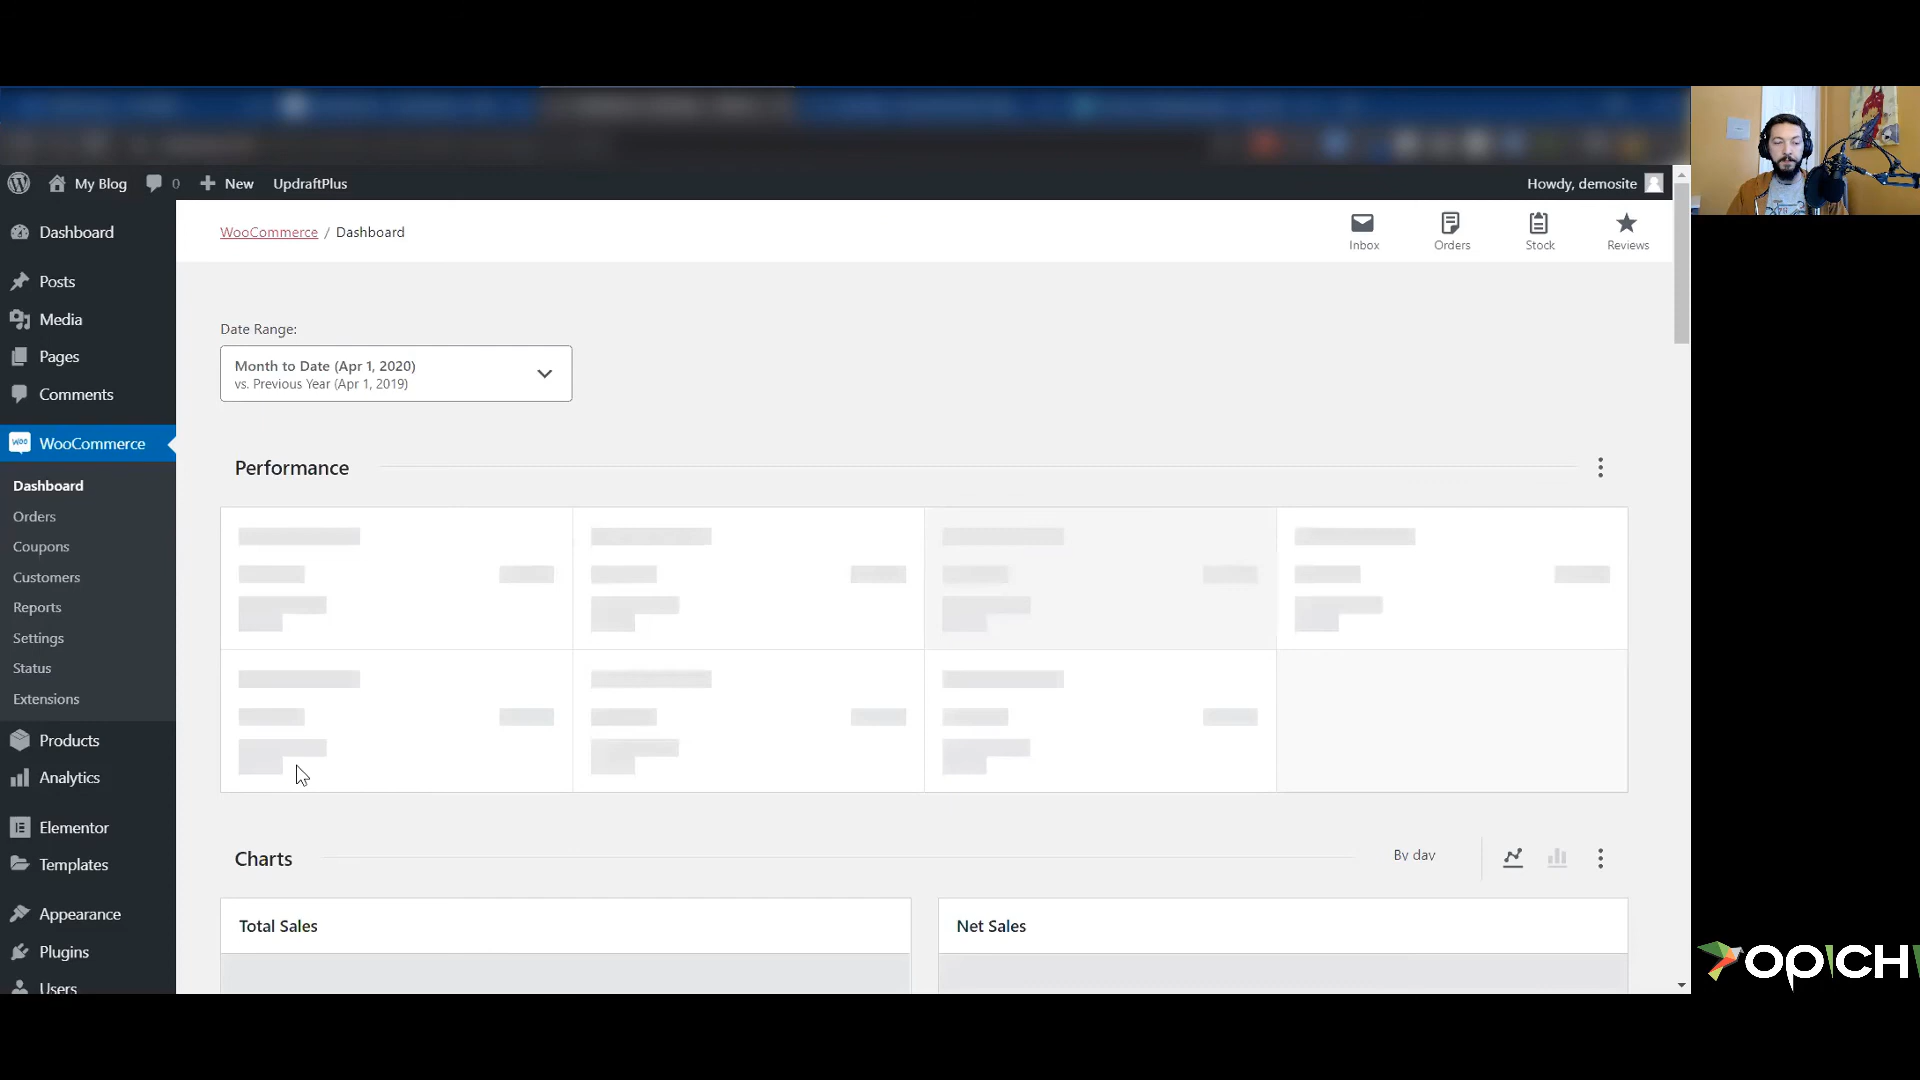 My Blog
0
New
UpdraftPlus
Howdy, demosite
Dashboard
Posts
Media
Pages
Comments
WooCommerce
Dashboard
Orders
Coupons
Customers
Reports
Settings
Status
Extensions
Products
Analytics
Elementor
Templates
Appearance
Plugins
Users
WooCommerce / Dashboard
Inbox
Orders
Stock
Reviews
Date Range:
Month to Date (Apr 1, 2020)
vs. Previous Year (Apr 1, 2019)
Performance
Charts
By day
Total Sales
Net Sales